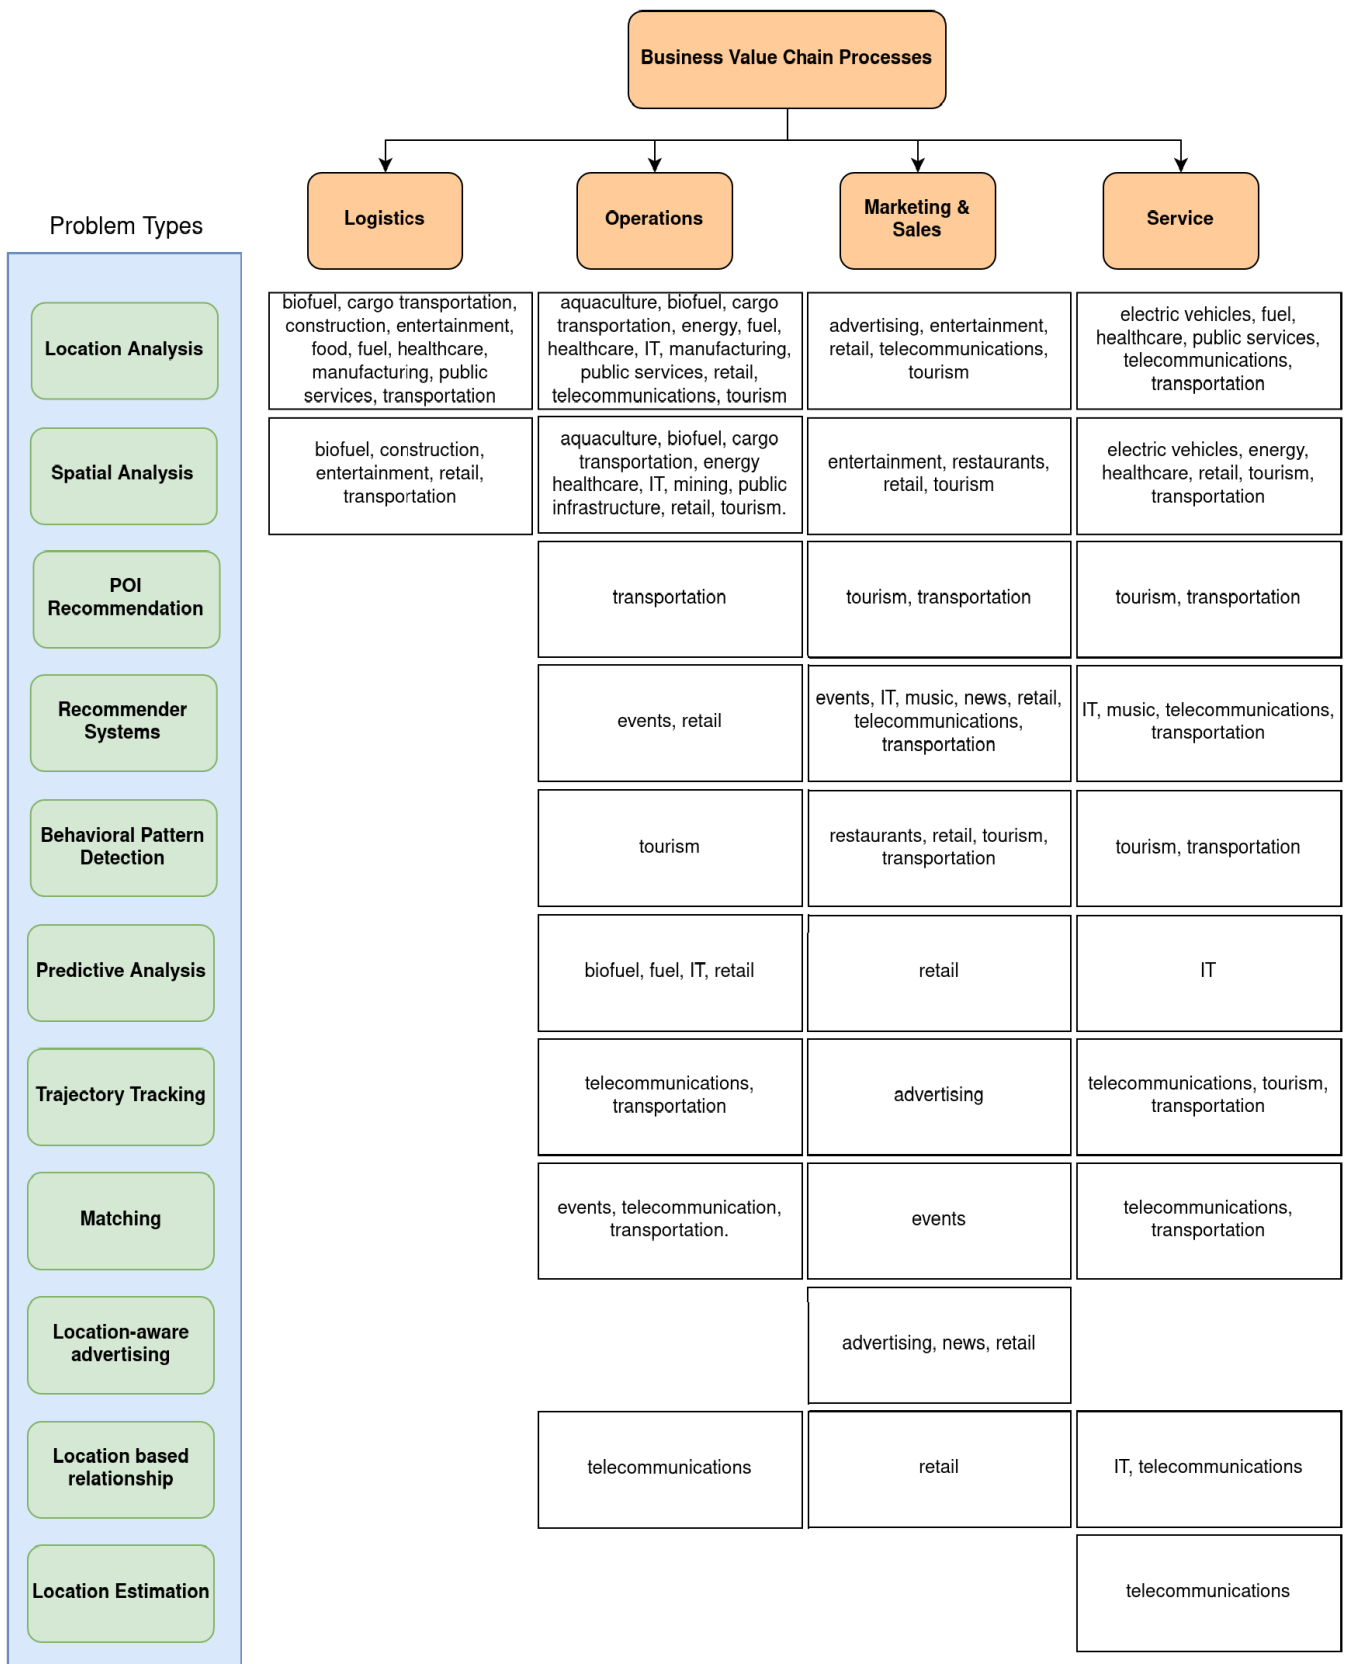 Business Value Chain Processes
Logistics
Operations
Marketing &
Sales
Service
Problem Types
Location Analysis
biofuel, cargo transportation,
construction, entertainment,
food, fuel, healthcare,
manufacturing, public
services, transportation
aquaculture, biofuel, cargo
transportation, energy, fuel,
healthcare, IT, manufacturing,
public services, retail,
telecommunications, tourism
advertising, entertainment,
retail, telecommunications,
tourism
electric vehicles, fuel,
healthcare, public services,
telecommunications,
transportation
Spatial Analysis
biofuel, construction,
entertainment, retail,
transportation
aquaculture, biofuel, cargo
transportation, energy
healthcare, IT, mining, public
infrastructure, retail, tourism.
entertainment, restaurants,
retail, tourism
electric vehicles, energy,
healthcare, retail, tourism,
transportation
POI
Recommendation
transportation
tourism, transportation
tourism, transportation
Recommender
Systems
events, retail
events, IT, music, news, retail,
telecommunications,
transportation
IT, music, telecommunications,
transportation
Behavioral Pattern
Detection
tourism
restaurants, retail, tourism,
transportation
tourism, transportation
Predictive Analysis
biofuel, fuel, IT, retail
retail
IT
Trajectory Tracking
telecommunications,
transportation
advertising
telecommunications, tourism,
transportation
Matching
events, telecommunication,
transportation.
events
telecommunications,
transportation
Location-aware
advertising
advertising, news, retail
Location based
relationship
telecommunications
retail
IT, telecommunications
Location Estimation
telecommunications